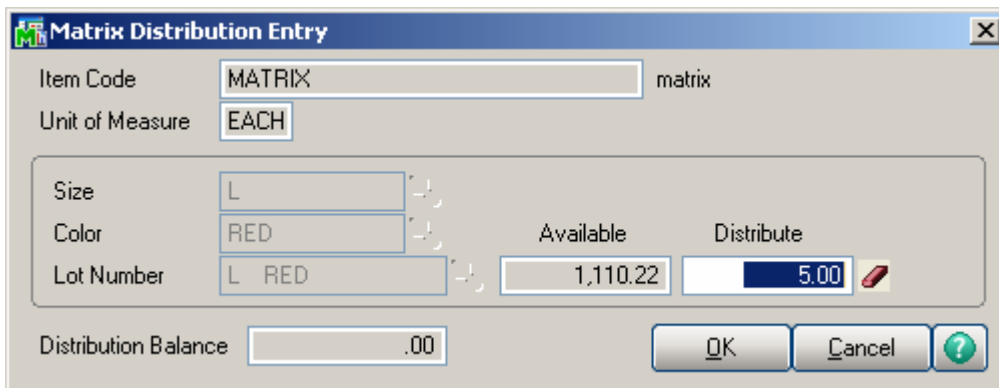 Matrix Distribution Entry
Item Code MATRIX matrix
Unit of Measure EACH
Size L
Color RED Available Distribute
Lot Number L RED 1,110.22 5.00
Distribution Balance .00 OK Cancel ?